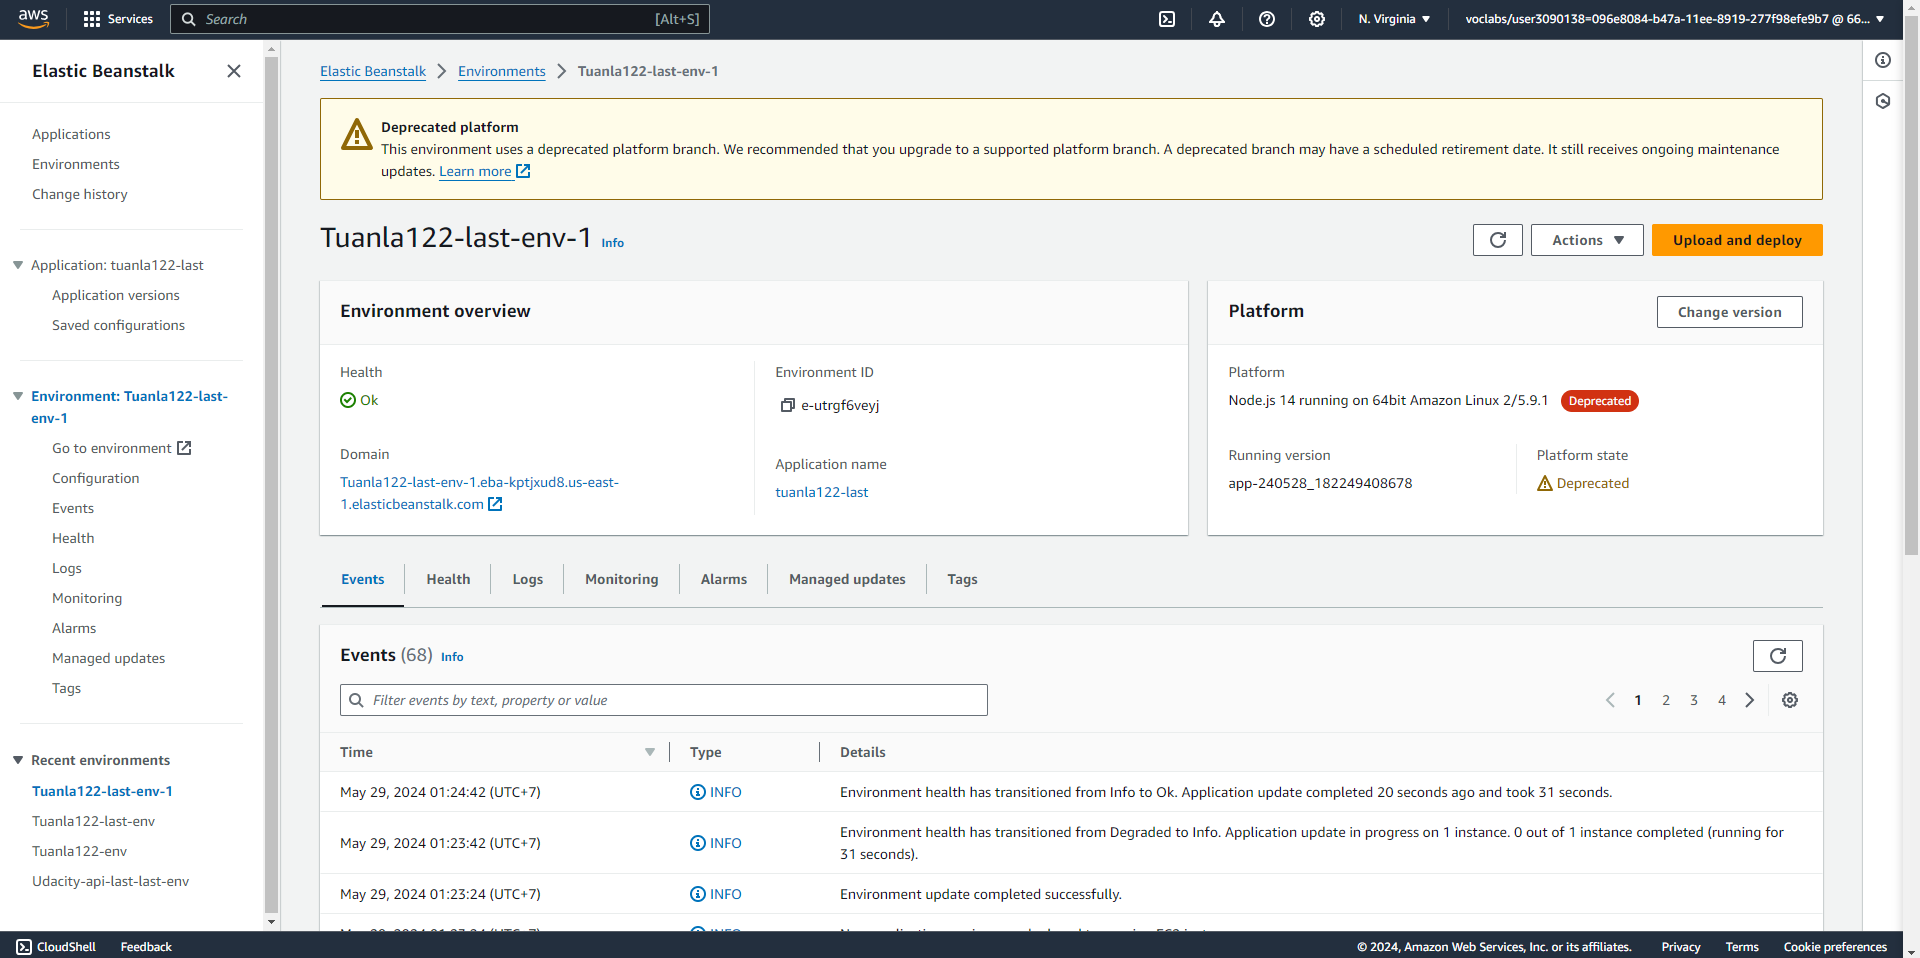 aws
Services
Search
[Alt+S]
N. Virginia
voclabs/user3090138=096e8084-b47a-11ee-8919-277f98efe9b7 @ 66...
Elastic Beanstalk
Applications
Environments
Change history
Application: tuanla122-last
Application versions
Saved configurations
Environment: Tuanla122-last-
env-1
Go to environment
Configuration
Events
Health
Logs
Monitoring
Alarms
Managed updates
Tags
Recent environments
Tuanla122-last-env-1
Tuanla122-last-env
Tuanla122-env
Udacity-api-last-last-env
Elastic Beanstalk
Environments
Tuanla122-last-env-1
Deprecated platform
This environment uses a deprecated platform branch. We recommended that you upgrade to a supported platform branch. A deprecated branch may have a scheduled retirement date. It still receives ongoing maintenance
updates. Learn more
Tuanla122-last-env-1 Info
Actions
Upload and deploy
Environment overview
Health
Ok
Domain
Tuanla122-last-env-1.eba-kptjxud8.us-east-
1.elasticbeanstalk.com
Environment ID
e-utrgf6veyj
Application name
tuanla122-last
Platform
Change version
Platform
Node.js 14 running on 64bit Amazon Linux 2/5.9.1 Deprecated
Running version
app-240528_182249408678
Platform state
Deprecated
Events Health Logs Monitoring Alarms Managed updates Tags
Events (68) Info
Filter events by text, property or value
1 2 3 4
Time Type Details
May 29, 2024 01:24:42 (UTC+7) INFO Environment health has transitioned from Info to Ok. Application update completed 20 seconds ago and took 31 seconds.
May 29, 2024 01:23:42 (UTC+7) INFO Environment health has transitioned from Degraded to Info. Application update in progress on 1 instance. 0 out of 1 instance completed (running for
31 seconds).
May 29, 2024 01:23:24 (UTC+7) INFO Environment update completed successfully.
CloudShell
Feedback
© 2024, Amazon Web Services, Inc. or its affiliates.
Privacy
Terms
Cookie preferences